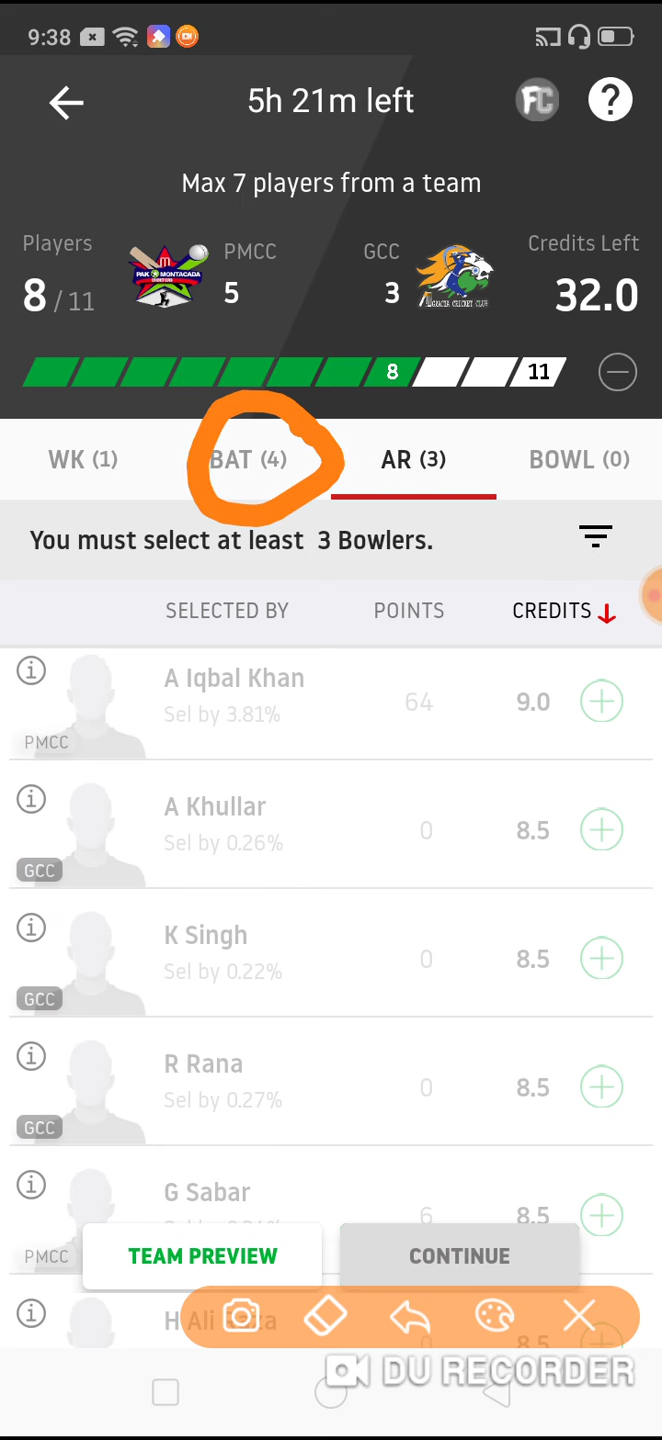 9:38
5h 21m left
FC
?
Max 7 players from a team
Players
PMCC
GCC
Credits Left
8 / 11
5
3
32.0
PAK MONTACADA
8
11
WK (1)
BAT (4)
AR (3)
BOWL (0)
You must select at least 3 Bowlers.
SELECTED BY
POINTS
CREDITS
A Iqbal Khan
Sel by 3.81%
64
9.0
PMCC
A Khullar
Sel by 0.26%
0
8.5
GCC
K Singh
Sel by 0.22%
0
8.5
GCC
R Rana
Sel by 0.27%
0
8.5
GCC
G Sabar
6
8.5
PMCC
TEAM PREVIEW
CONTINUE
H Ali
8.5
DU RECORDER